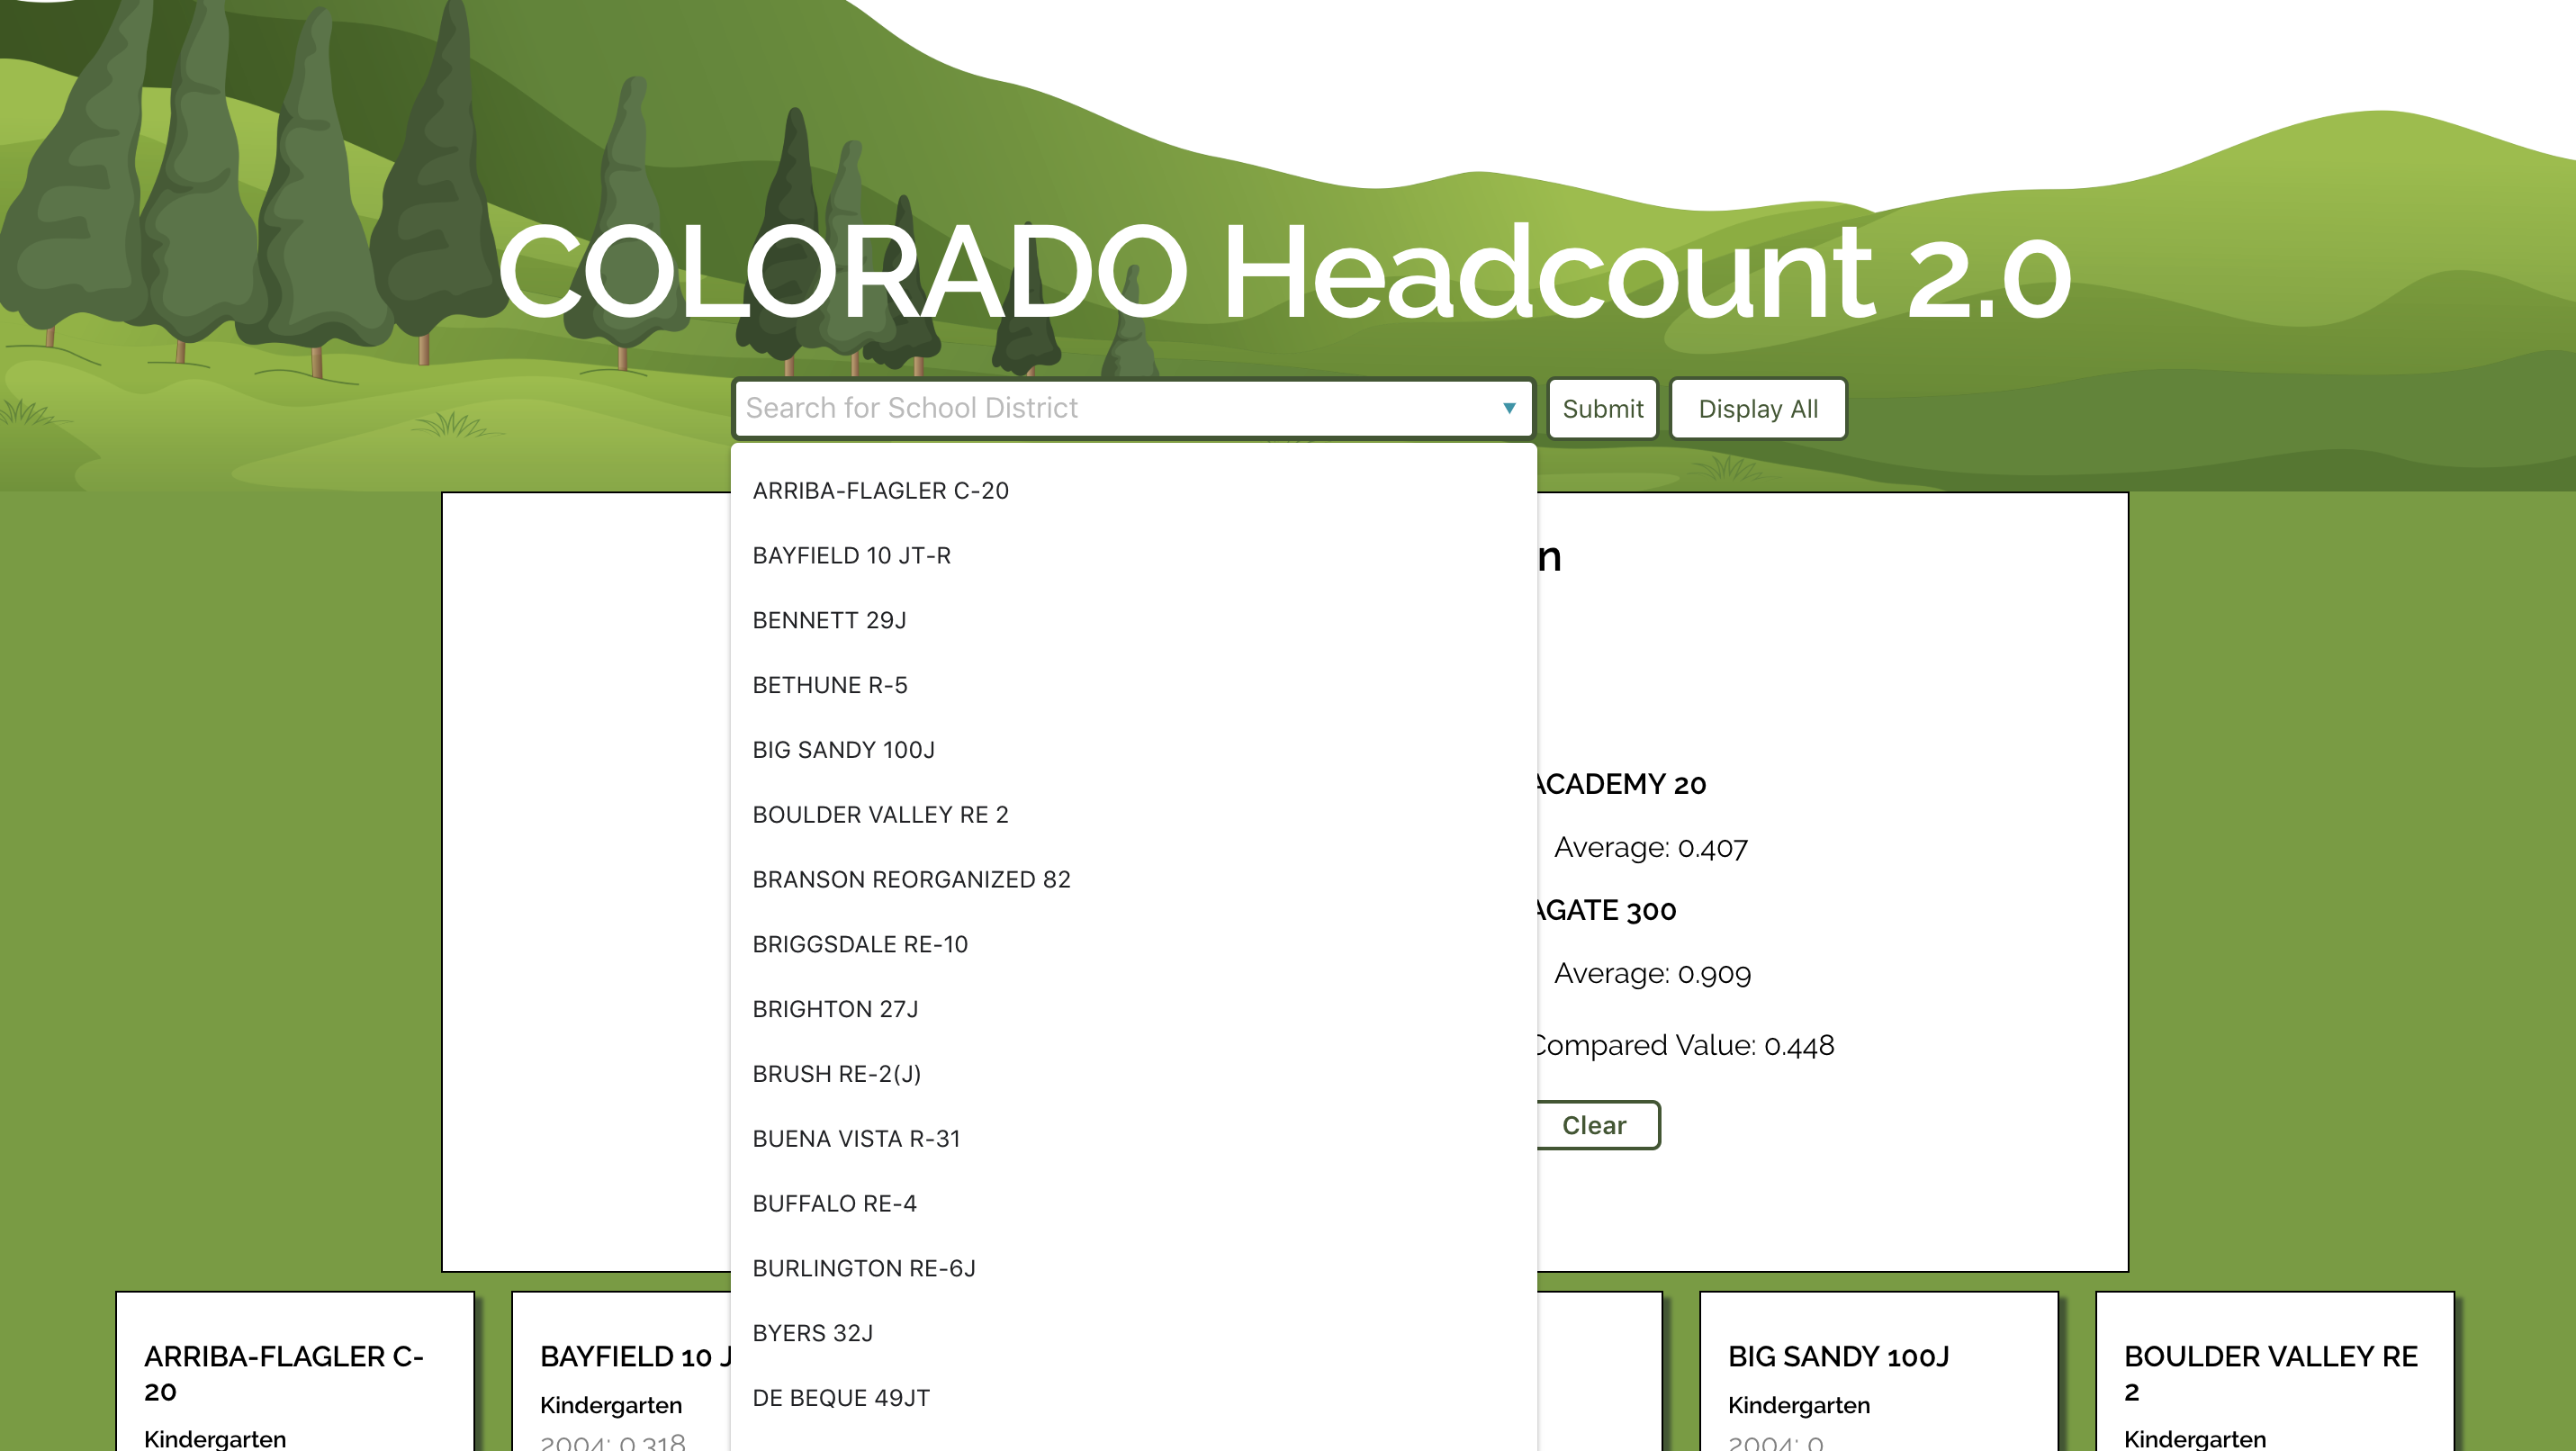 COLORADO Headcount 2.0
Search for School District
Submit
Display All
ARRIBA-FLAGLER C-20
BAYFIELD 10 JT-R
BENNETT 29J
BETHUNE R-5
BIG SANDY 100J
BOULDER VALLEY RE 2
BRANSON REORGANIZED 82
BRIGGSDALE RE-10
BRIGHTON 27J
BRUSH RE-2(J)
BUENA VISTA R-31
BUFFALO RE-4
BURLINGTON RE-6J
BYERS 32J
DE BEQUE 49JT
n
ACADEMY 20
Average: 0.407
AGATE 300
Average: 0.909
Compared Value: 0.448
Clear
ARRIBA-FLAGLER C-
20
Kindergarten
BAYFIELD 10 J
Kindergarten
2004: 0.318
BIG SANDY 100J
Kindergarten
2004: 0
BOULDER VALLEY RE
2
Kindergarten